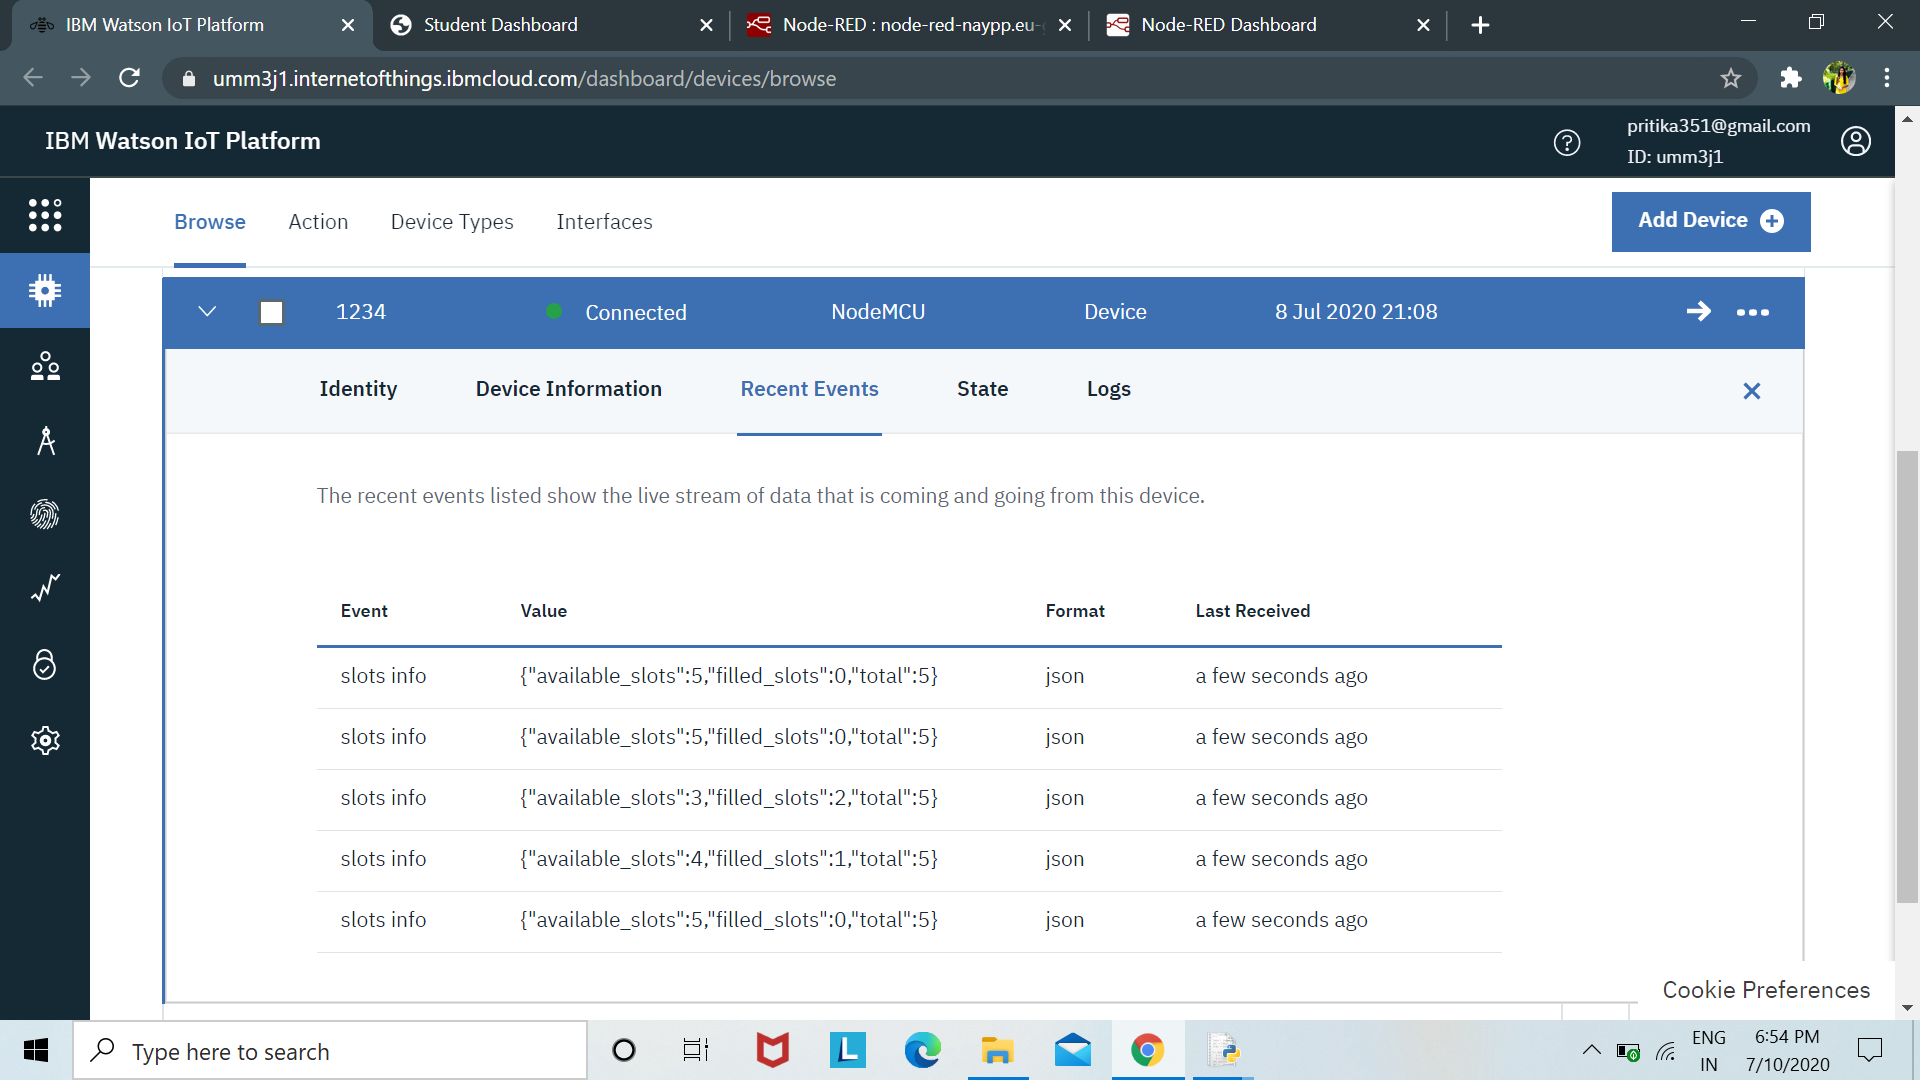 IBM Watson IoT Platform
Student Dashboard
Node-RED : node-red-naypp.eu-
Node-RED Dashboard
umm3j1.internetofthings.ibmcloud.com/dashboard/devices/browse
IBM Watson IoT Platform
pritika351@gmail.com
ID: umm3j1
Browse
Action
Device Types
Interfaces
Add Device
1234
Connected
NodeMCU
Device
8 Jul 2020 21:08
Identity
Device Information
Recent Events
State
Logs
The recent events listed show the live stream of data that is coming and going from this device.
Event Value Format Last Received
slots info {"available_slots":5,"filled_slots":0,"total":5} json a few seconds ago
slots info {"available_slots":5,"filled_slots":0,"total":5} json a few seconds ago
slots info {"available_slots":3,"filled_slots":2,"total":5} json a few seconds ago
slots info {"available_slots":4,"filled_slots":1,"total":5} json a few seconds ago
slots info {"available_slots":5,"filled_slots":0,"total":5} json a few seconds ago
Cookie Preferences
Type here to search
L
ENG
IN
6:54 PM
7/10/2020